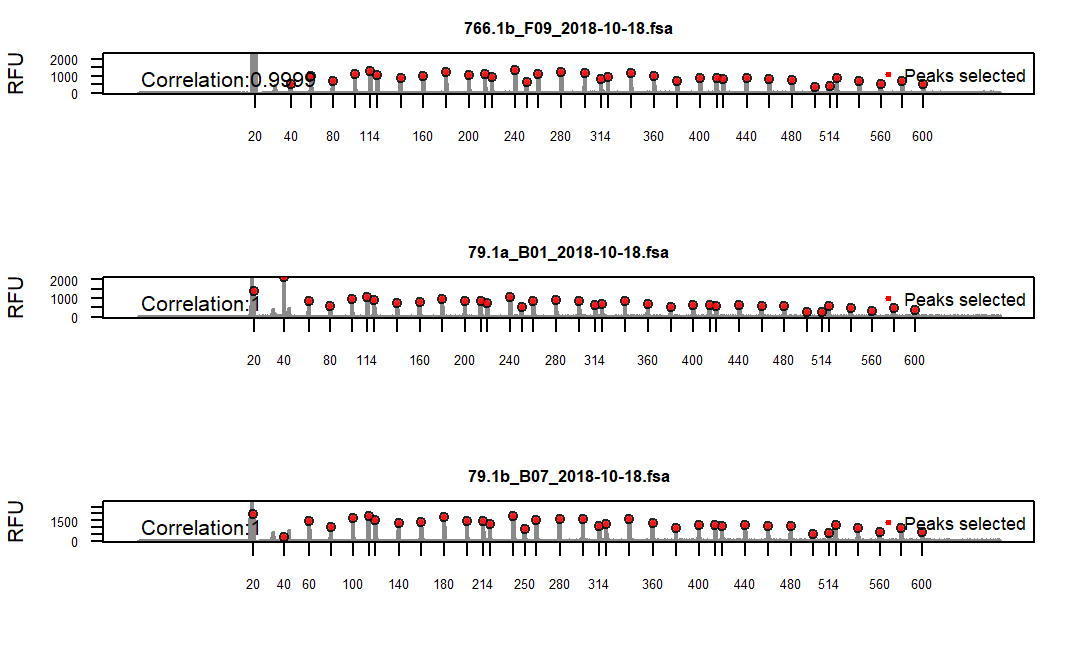 766.1b_F09_2018-10-18.fsa
RFU
2000
1000
0
Correlation:0.9999
Peaks selected
20 40 80 114 160 200 240 280 314 360 400 440 480 514 560 600
79.1a_B01_2018-10-18.fsa
RFU
2000
1000
0
Correlation:1
Peaks selected
20 40 80 114 160 200 240 280 314 360 400 440 480 514 560 600
79.1b_B07_2018-10-18.fsa
RFU
1500
0
Correlation:1
Peaks selected
20 40 60 100 140 180 214 250 280 314 360 400 440 480 514 560 600